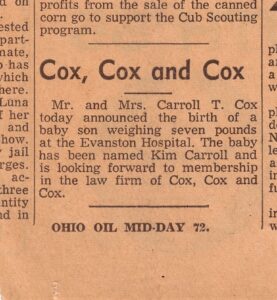 profits from the sale of the canned
corn go to support the Cub Scouting
program.
Cox, Cox and Cox
Mr. and Mrs. Carroll T. Cox
today announced the birth of a
baby son weighing seven pounds
at the Evanston Hospital. The baby
has been named Kim Carroll and
is looking forward to membership
in the law firm of Cox, Cox and
Cox.
OHIO OIL MID-DAY 72.